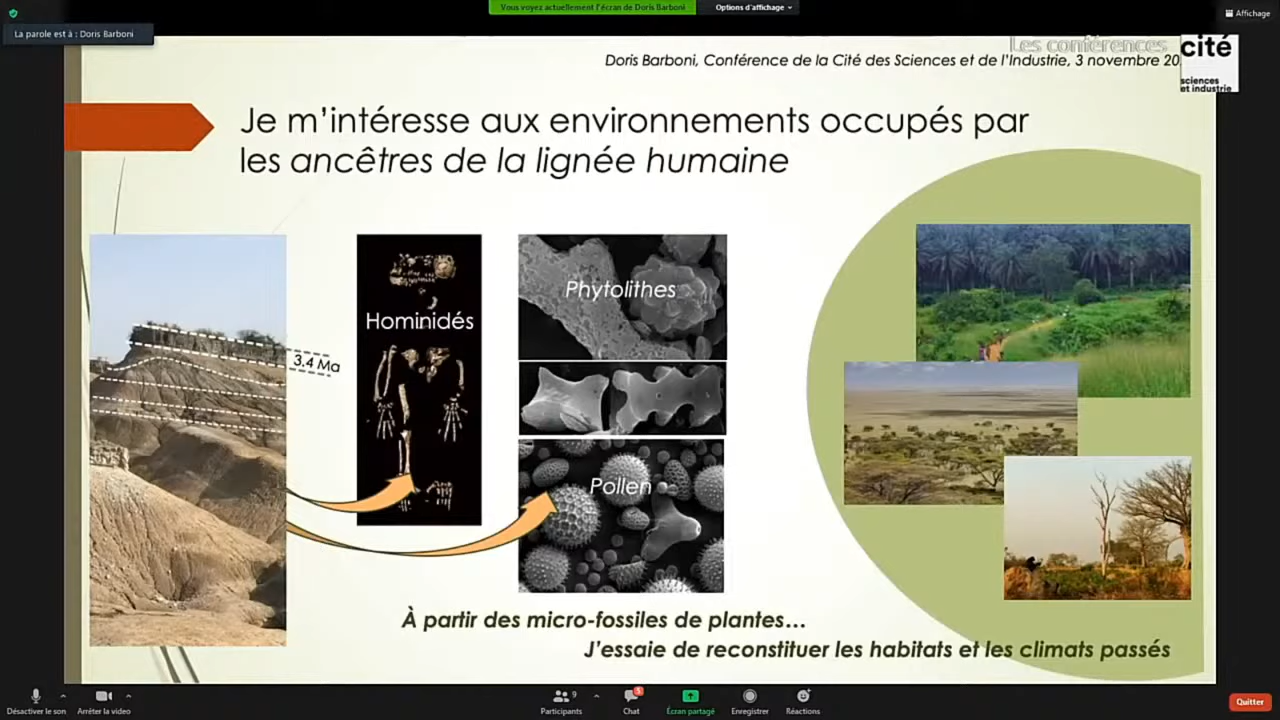 Vous voyez actuellement l'écran de Doris Barboni
Options d'affichage
Affichage
La parole est à : Doris Barboni
Les conférences
cité
sciences
et industrie
Doris Barboni, Conférence de la Cité des Sciences et de l'Industrie, 3 novembre 20
Je m'intéresse aux environnements occupés par
les ancêtres de la lignée humaine
3.4 Ma
Hominidés
Phytolithes
Pollen
À partir des micro-fossiles de plantes...
J'essaie de reconstituer les habitats et les climats passés
Désactiver le son
Arrêter la video
Participants
9
Chat
5
Écran partagé
Enregistrer
Réactions
Quitter